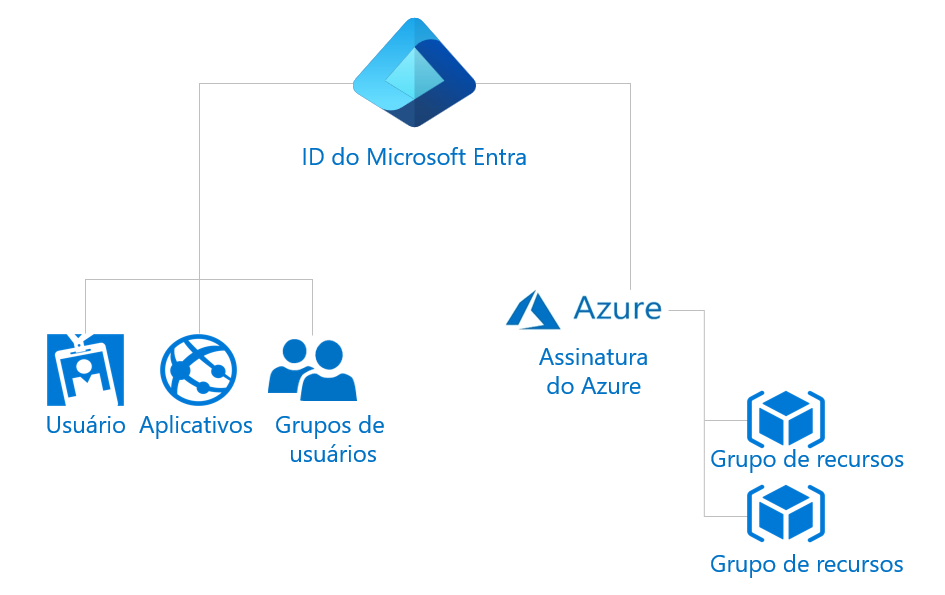 ID do Microsoft Entra
Azure
Assinatura
do Azure
Usuário
Aplicativos
Grupos de
usuários
Grupo de recursos
Grupo de recursos